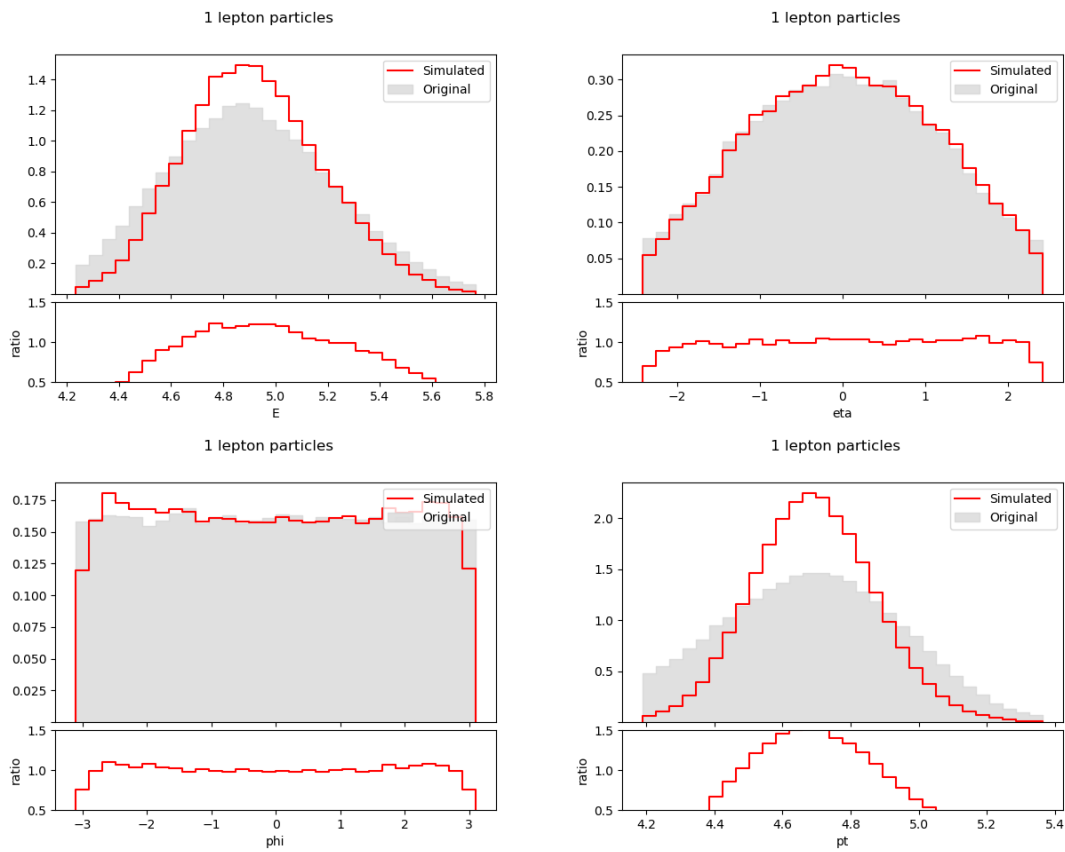 1 lepton particles
1.4
1.2
1.0
0.8
0.6
0.4
0.2
Simulated
Original
1.5
1.0
0.5
ratio
4.2 4.4 4.6 4.8 5.0 5.2 5.4 5.6 5.8
E
1 lepton particles
0.30
0.25
0.20
0.15
0.10
0.05
Simulated
Original
1.5
1.0
0.5
ratio
−2 −1 0 1 2
eta
1 lepton particles
0.175
0.150
0.125
0.100
0.075
0.050
0.025
Simulated
Original
1.5
1.0
0.5
ratio
−3 −2 −1 0 1 2 3
phi
1 lepton particles
2.0
1.5
1.0
0.5
Simulated
Original
1.5
1.0
0.5
ratio
4.2 4.4 4.6 4.8 5.0 5.2 5.4
pt